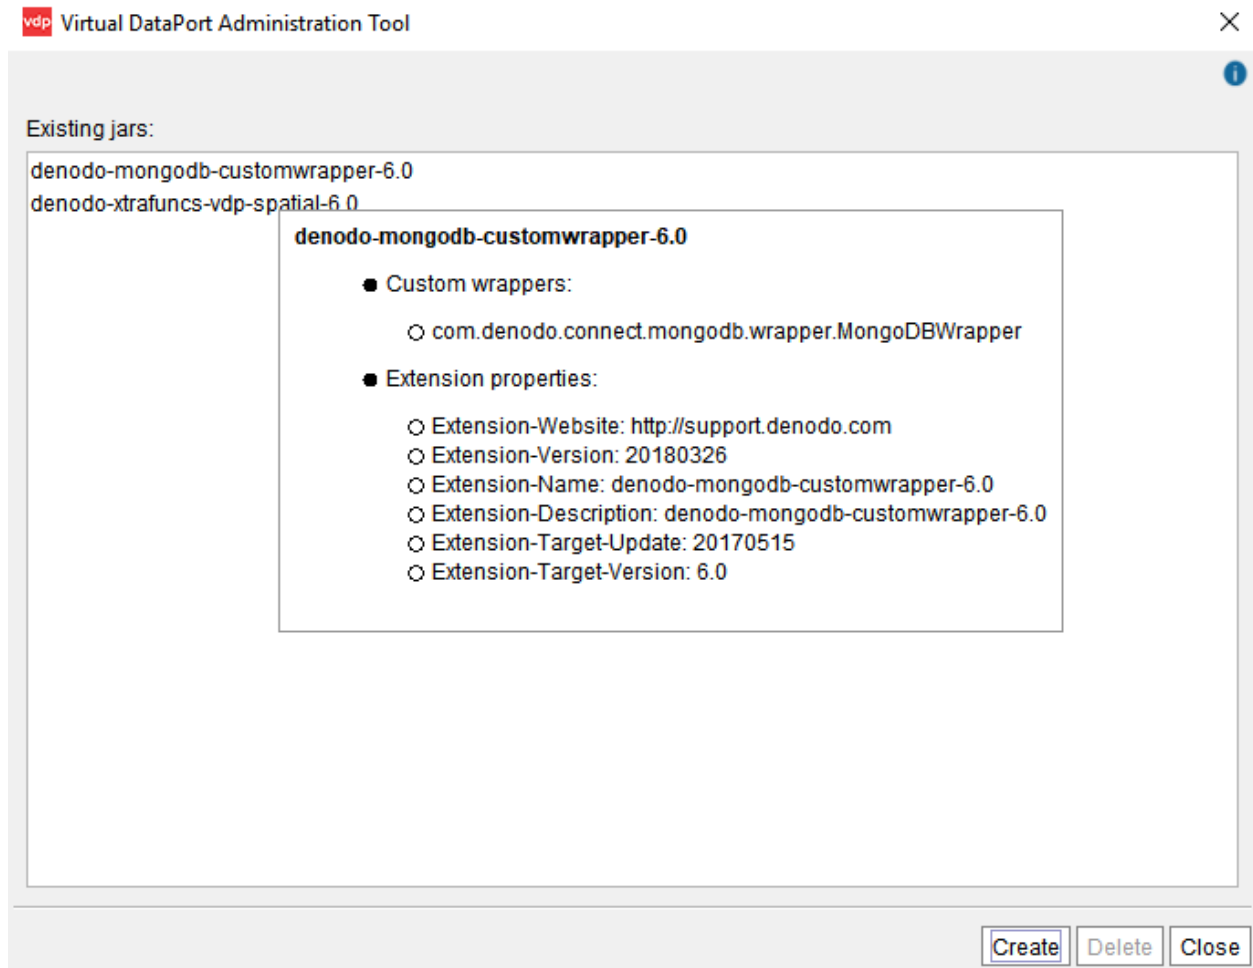 vdp Virtual DataPort Administration Tool
i
Existing jars:
denodo-mongodb-customwrapper-6.0
denodo-xtrafuncs-vdp-spatial-6.0
denodo-mongodb-customwrapper-6.0
Custom wrappers:
com.denodo.connect.mongodb.wrapper.MongoDBWrapper
Extension properties:
Extension-Website: http://support.denodo.com
Extension-Version: 20180326
Extension-Name: denodo-mongodb-customwrapper-6.0
Extension-Description: denodo-mongodb-customwrapper-6.0
Extension-Target-Update: 20170515
Extension-Target-Version: 6.0
Create Delete Close